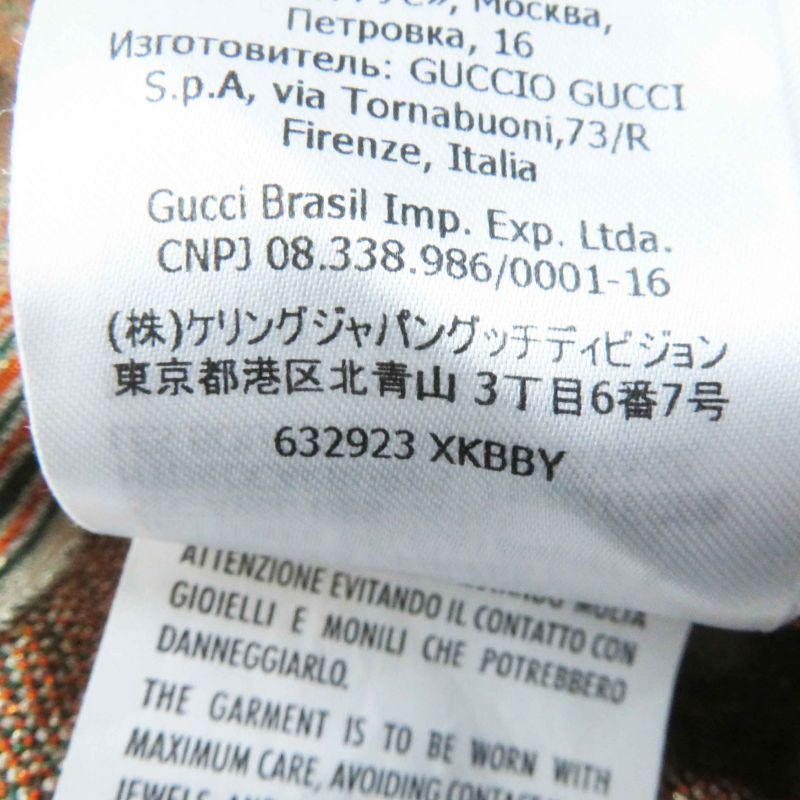 Москва,
Петровка, 16
Изготовитель: GUCCIO GUCCI
S.p.A, via Tornabuoni,73/R
Firenze, Italia
Gucci Brasil Imp. Exp. Ltda.
CNPJ 08.338.986/0001-16
(株)ケリングジャパングッチディビジョン
東京都港区北青山 3丁目6番7号
632923 XKBBY
ATTENZIONE EVITANDO IL CONTATTO CON
GIOIELLI E MONILI CHE POTREBBERO
DANNEGGIARLO.
THE GARMENT IS TO BE WORN WITH
MAXIMUM CARE, AVOIDING CONTACT
JEWELS AND